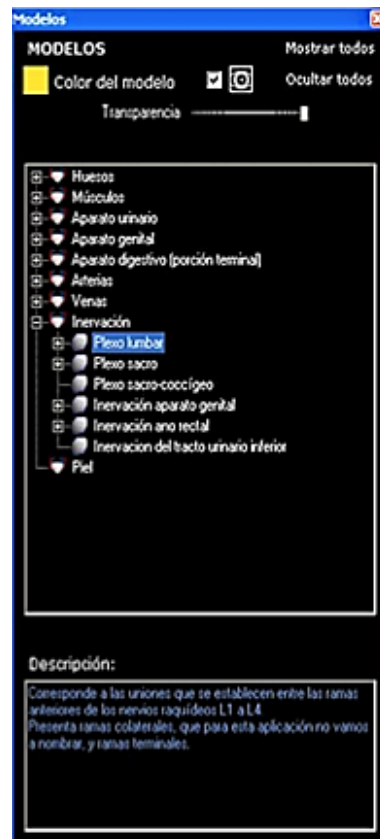 Modelos
MODELOS Mostrar todos
Color del modelo Ocultar todos
Transparencia
Huesos
Músculos
Aparato urinario
Aparato genital
Aparato digestivo (porción terminal)
Arterias
Venas
Inervación
Plexo lumbar
Plexo sacro
Plexo sacro-coccígeo
Inervación aparato genital
Inervación ano rectal
Inervacion del tracto urinario inferior
Piel
Descripción:
Corresponde a las uniones que se establecen entre las ramas
anteriores de los nervios raquídeos L1 a L4
Presenta ramas colaterales, que para esta aplicación no vamos
a nombrar, y ramas terminales.